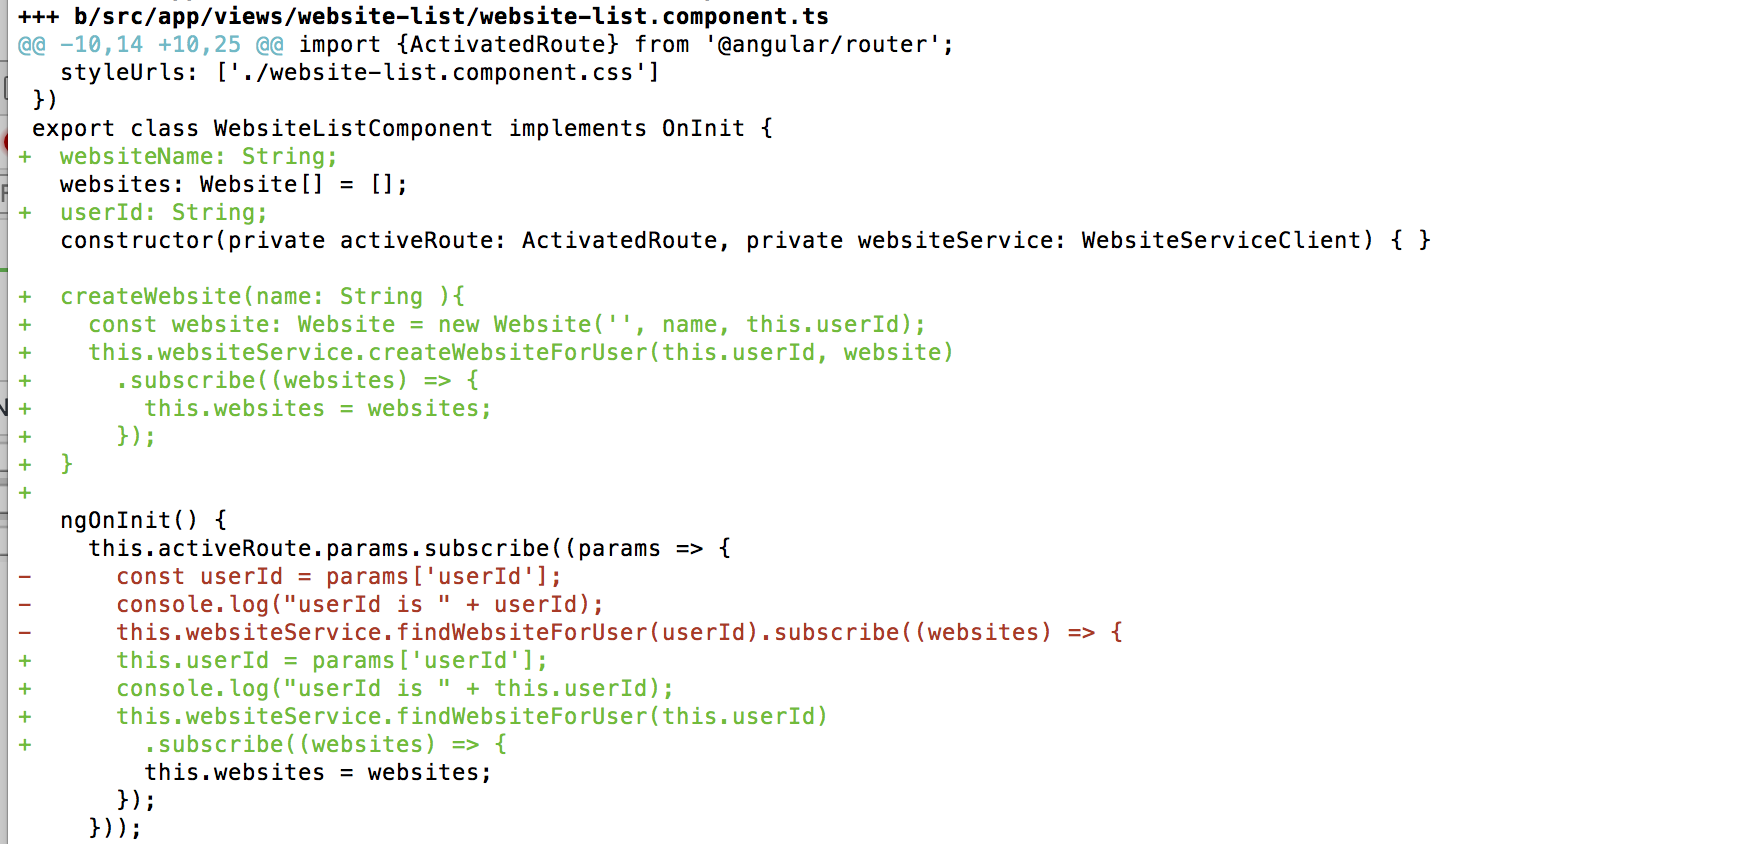 +++ b/src/app/views/website-list/website-list.component.ts
@@ -10,14 +10,25 @@ import {ActivatedRoute} from '@angular/router';
   styleUrls: ['./website-list.component.css']
 })
 export class WebsiteListComponent implements OnInit {
+  websiteName: String;
   websites: Website[] = [];
+  userId: String;
   constructor(private activeRoute: ActivatedRoute, private websiteService: WebsiteServiceClient) { }

+  createWebsite(name: String ){
+    const website: Website = new Website('', name, this.userId);
+    this.websiteService.createWebsiteForUser(this.userId, website)
+      .subscribe((websites) => {
+        this.websites = websites;
+      });
+  }
+
   ngOnInit() {
     this.activeRoute.params.subscribe((params => {
-      const userId = params['userId'];
-      console.log("userId is " + userId);
-      this.websiteService.findWebsiteForUser(userId).subscribe((websites) => {
+      this.userId = params['userId'];
+      console.log("userId is " + this.userId);
+      this.websiteService.findWebsiteForUser(this.userId)
+        .subscribe((websites) => {
         this.websites = websites;
       });
     }));